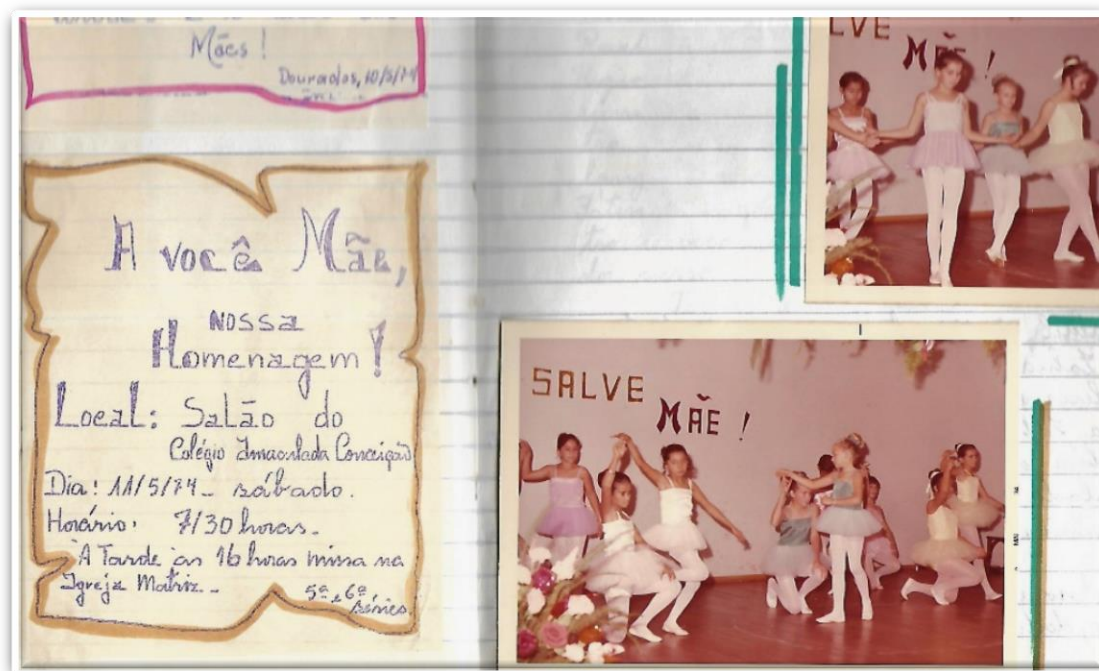 Mães!
Dourados, 10/5/74
A você Mãe,
NOSSA
Homenagem!
Local: Salão do
Colégio Imaculada Conceição
Dia: 11/5/74 - sábado.
Horário: 7/30 horas.
A Tarde às 16 horas missa na
Igreja Matriz -
5ª e 6ª
séries
LVE
MÃE!
SALVE
MÃE!